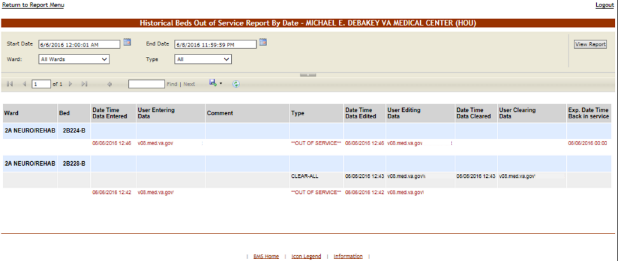 Return to Report Menu Logout
Historical Beds Out of Service Report By Date - MICHAEL E. DEBAKEY VA MEDICAL CENTER (HOU)
Start Date 6/6/2016 12:00:01 AM End Date 6/6/2016 11:59:59 PM View Report
Ward: All Wards Type All
1 of 1 Find | Next
Ward Bed Date Time Data Entered User Entering Data Comment Type Date Time Data Edited User Editing Data Date Time Data Cleared User Clearing Data Exp. Date Time Back in service
2A NEURO/REHAB 2B224-B
06/06/2016 12:46 v08.med.va.gov **OUT OF SERVICE** 06/06/2016 12:46 v08.med.va.gov 06/06/2016 00:00
2A NEURO/REHAB 2B228-B
CLEAR-ALL 06/06/2016 12:43 v08.med.va.gov 06/06/2016 12:43 v08.med.va.gov
06/06/2016 12:42 v08.med.va.gov **OUT OF SERVICE** 06/06/2016 12:42 v08.med.va.gov
| BMS Home | Icon Legend | Information |